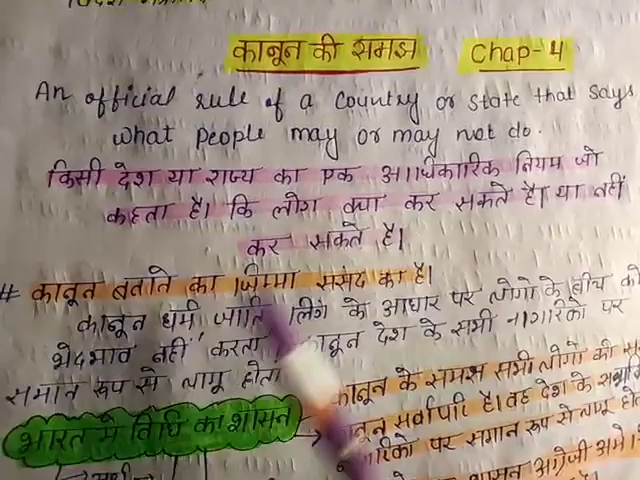 कानून की समझ Chap-4
An official rule of a Country or State that says
what people may or may not do.
किसी देश या राज्य का एक आधिकारिक नियम जो
कहता है। कि लोग क्या कर सकते है। या नहीं
कर सकते है।
# कानून बताते का जिम्मा संसद का है।
कानून धर्म जाति लिंग के आधार पर लोगो के बीच को
भेदभाव नहीं करता कानून देश के सभी नागरिको पर
समान रूप से लागू होता
कानून के समक्ष सभी लोगो की
भारत मे विधि का शासन → कानून सर्वोपरि है। वह देश के सभी
पर समान रूप से लागू
शासन अंग्रेजी